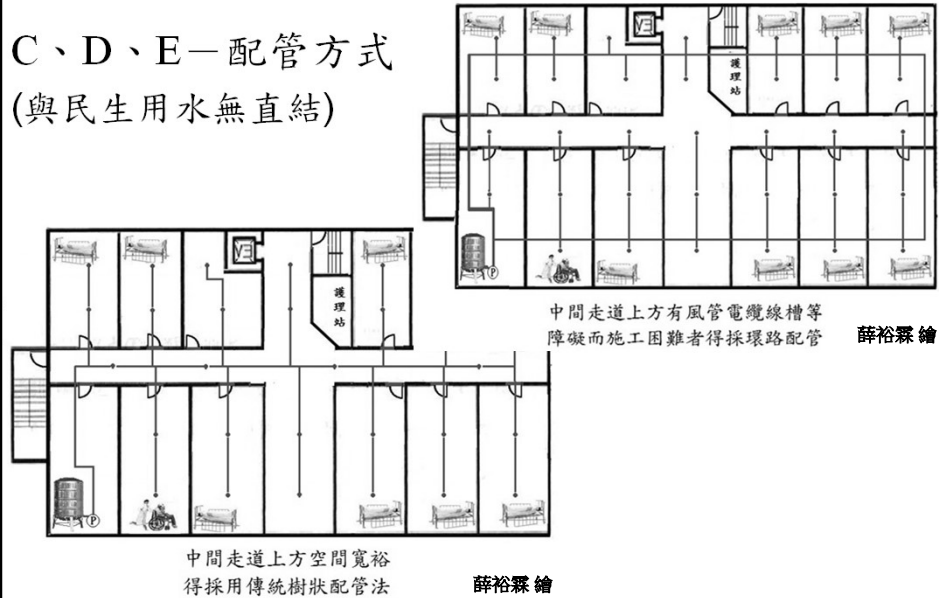 C、D、E－配管方式
(與民生用水無直結)
護理站
P
中間走道上方有風管電纜線槽等
障礙而施工困難者得採環路配管
薛裕霖 繪
護理站
P
中間走道上方空間寬裕
得採用傳統樹狀配管法
薛裕霖 繪